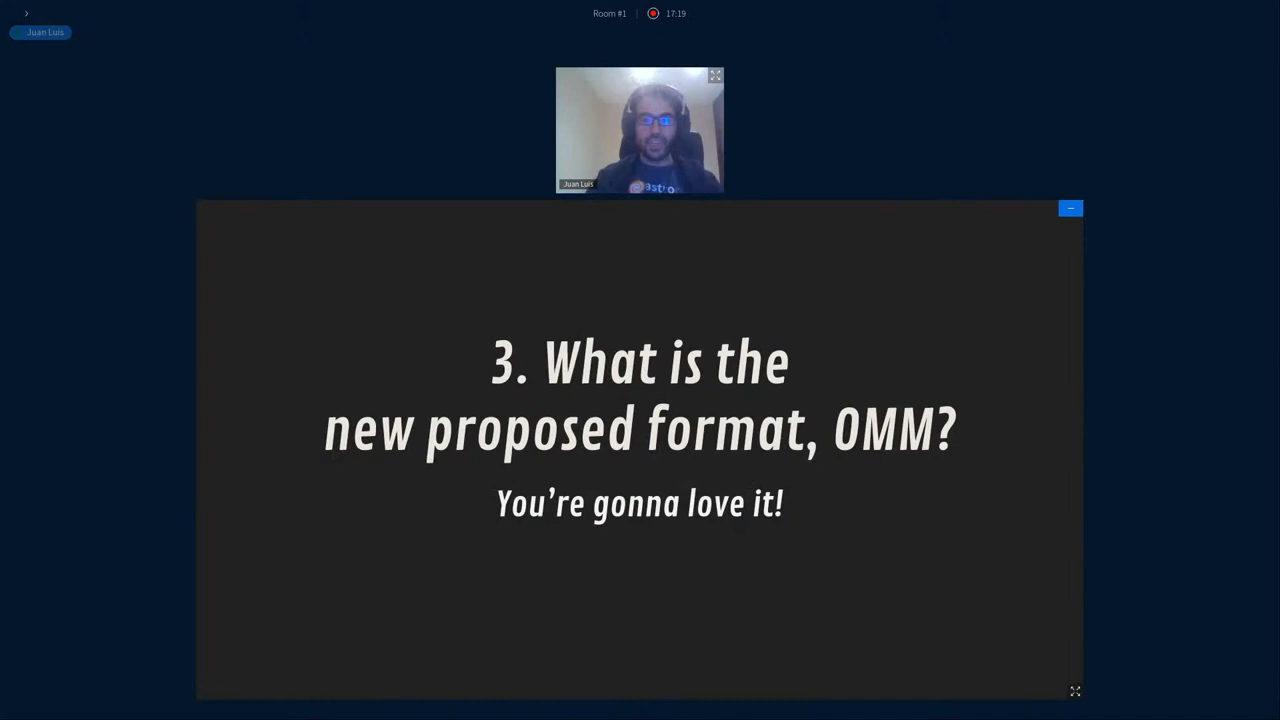 Room #1
17:19
Juan Luis
Juan Luis
astro
3. What is the
new proposed format, OMM?
You're gonna love it!